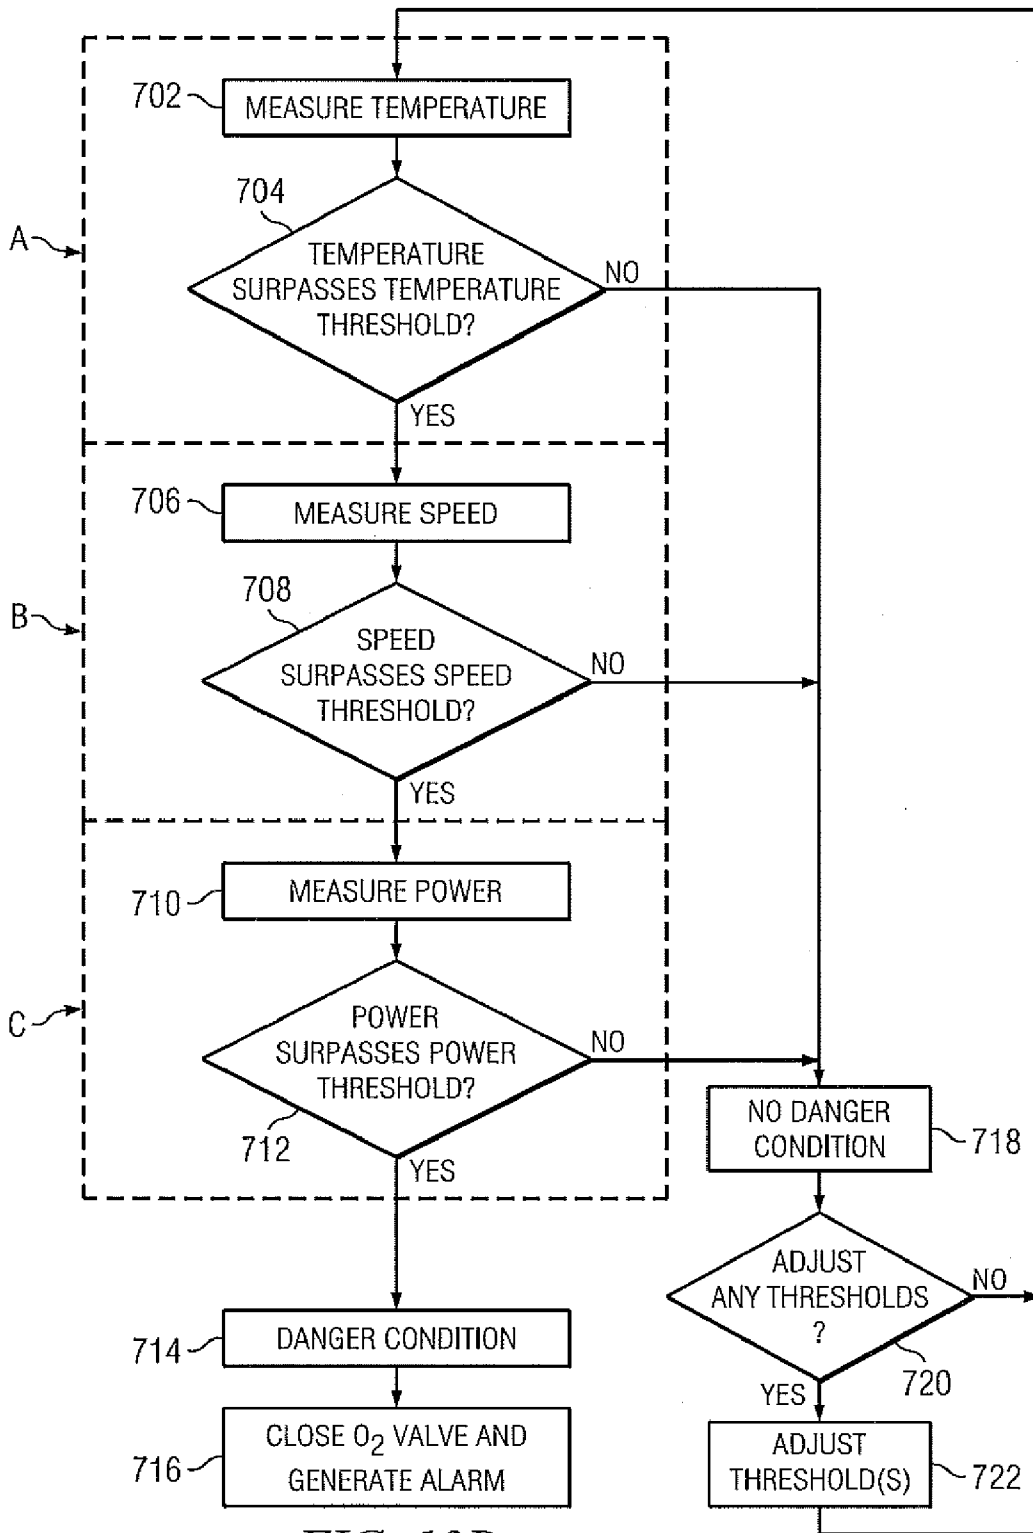 702
MEASURE TEMPERATURE
704
A
TEMPERATURE
SURPASSES TEMPERATURE
THRESHOLD?
NO
YES
706
MEASURE SPEED
708
B
SPEED
SURPASSES SPEED
THRESHOLD?
NO
YES
710
MEASURE POWER
C
POWER
SURPASSES POWER
THRESHOLD?
NO
712
YES
NO DANGER
CONDITION
718
ADJUST
ANY THRESHOLDS
?
NO
720
YES
714
DANGER CONDITION
716
CLOSE O2 VALVE AND
GENERATE ALARM
ADJUST
THRESHOLD(S)
722